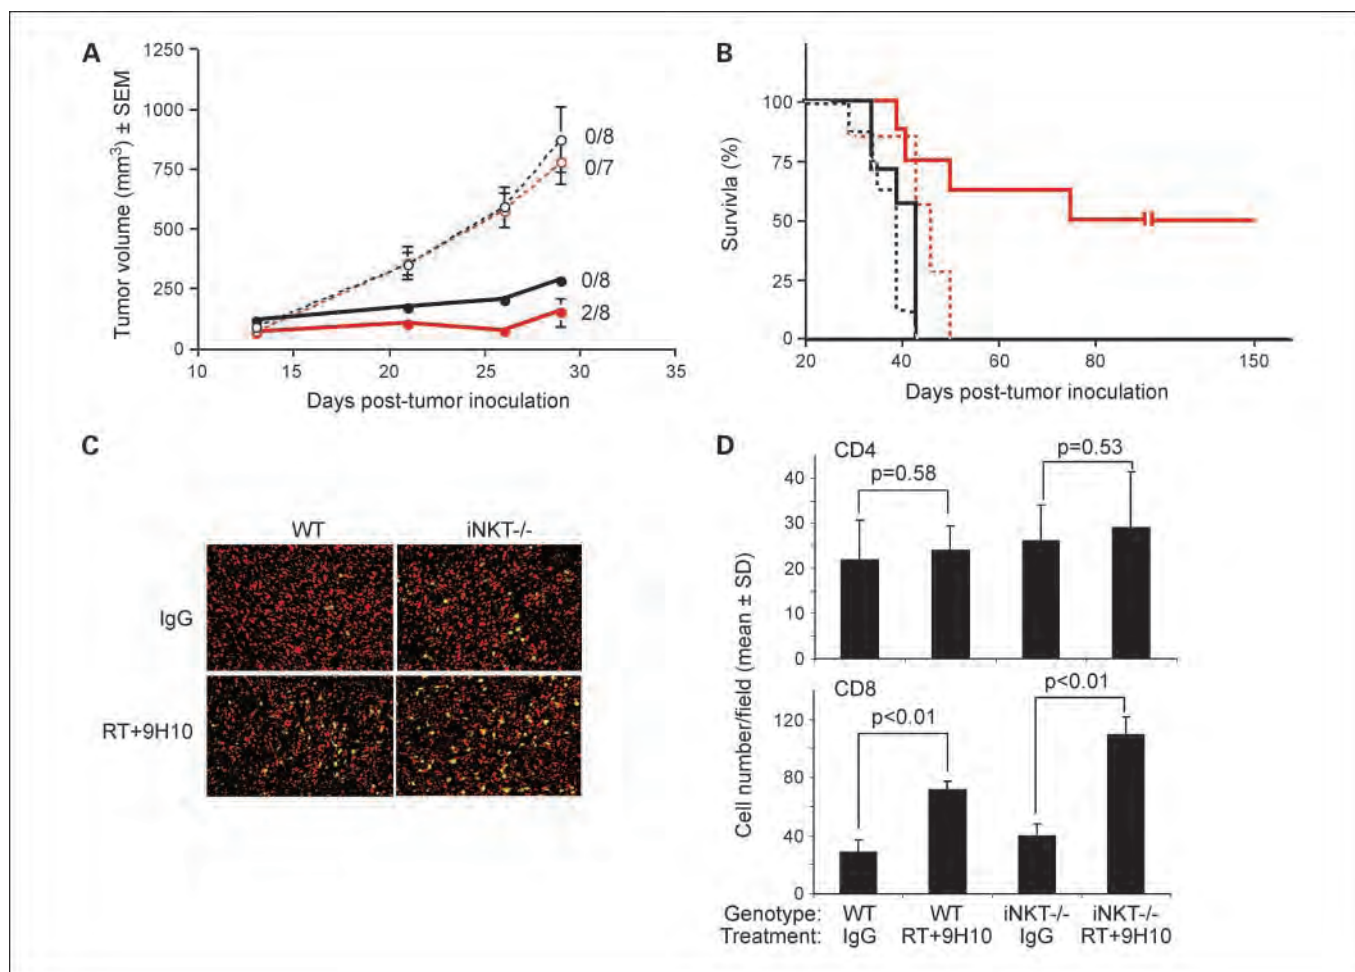 A
Tumor volume (mm³) ± SEM
1250
1000
750
500
250
0
10
15
20
25
30
35
0/8
0/7
0/8
2/8
Days post-tumor inoculation
B
Survivla (%)
100
75
50
25
0
20
40
60
80
150
Days post-tumor inoculation
C
WT
iNKT-/-
IgG
RT+9H10
D
Cell number/field (mean ± SD)
CD4
p=0.58
p=0.53
40
30
20
10
0
CD8
p<0.01
p<0.01
120
80
40
0
Genotype: WT WT iNKT-/- iNKT-/-
Treatment: IgG RT+9H10 IgG RT+9H10